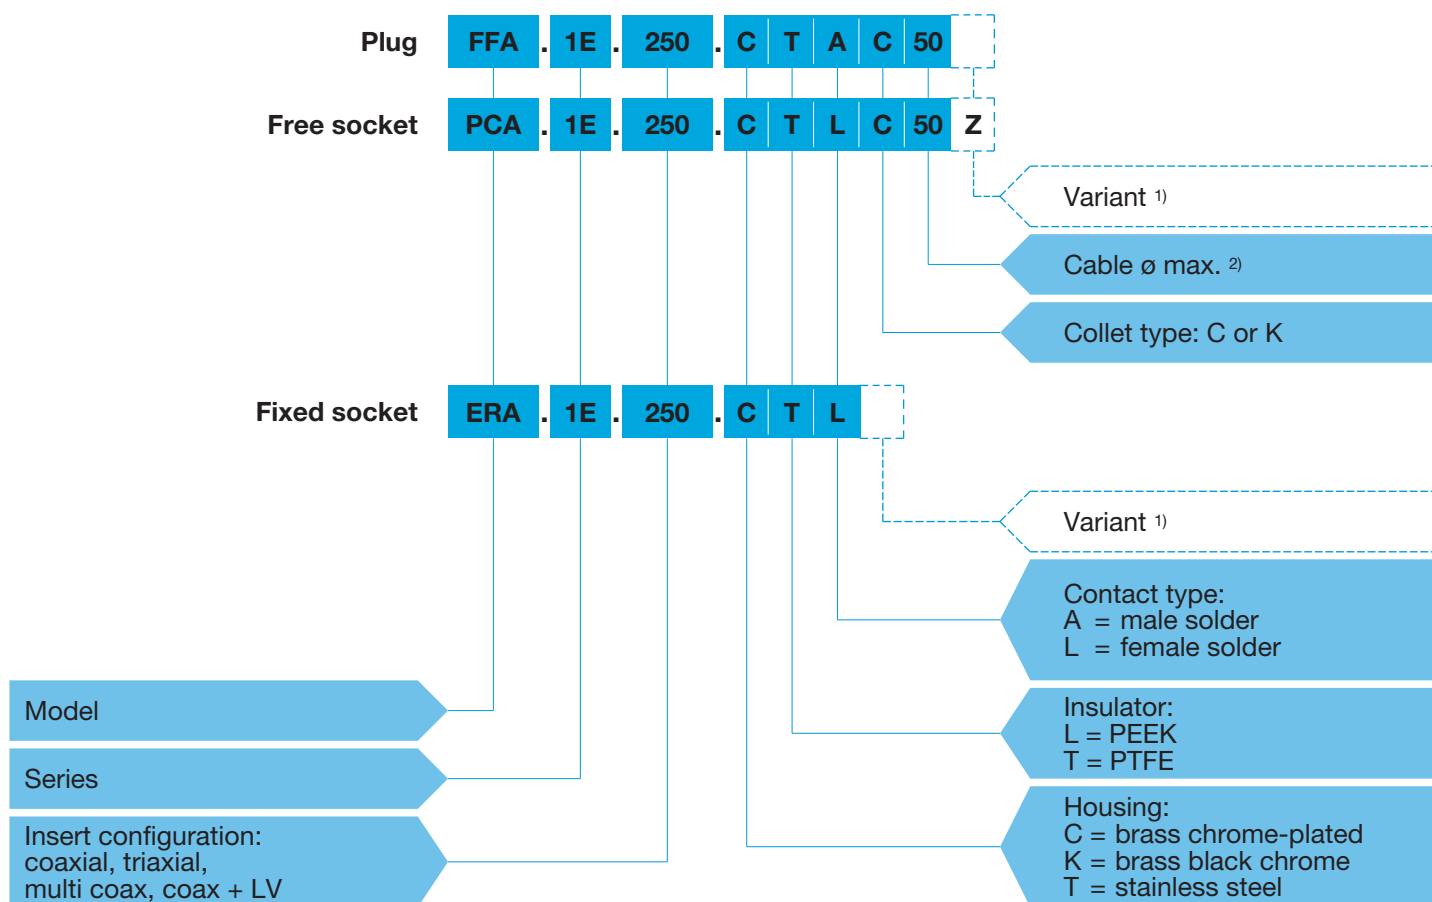 Plug FFA . 1E . 250 . C T A C 50
Free socket PCA . 1E . 250 . C T L C 50 Z
Variant 1)
Cable ø max. 2)
Collet type: C or K
Fixed socket ERA . 1E . 250 . C T L
Variant 1)
Contact type:
A = male solder
L = female solder
Model
Insulator:
L = PEEK
T = PTFE
Series
Insert configuration:
coaxial, triaxial,
multi coax, coax + LV
Housing:
C = brass chrome-plated
K = brass black chrome
T = stainless steel